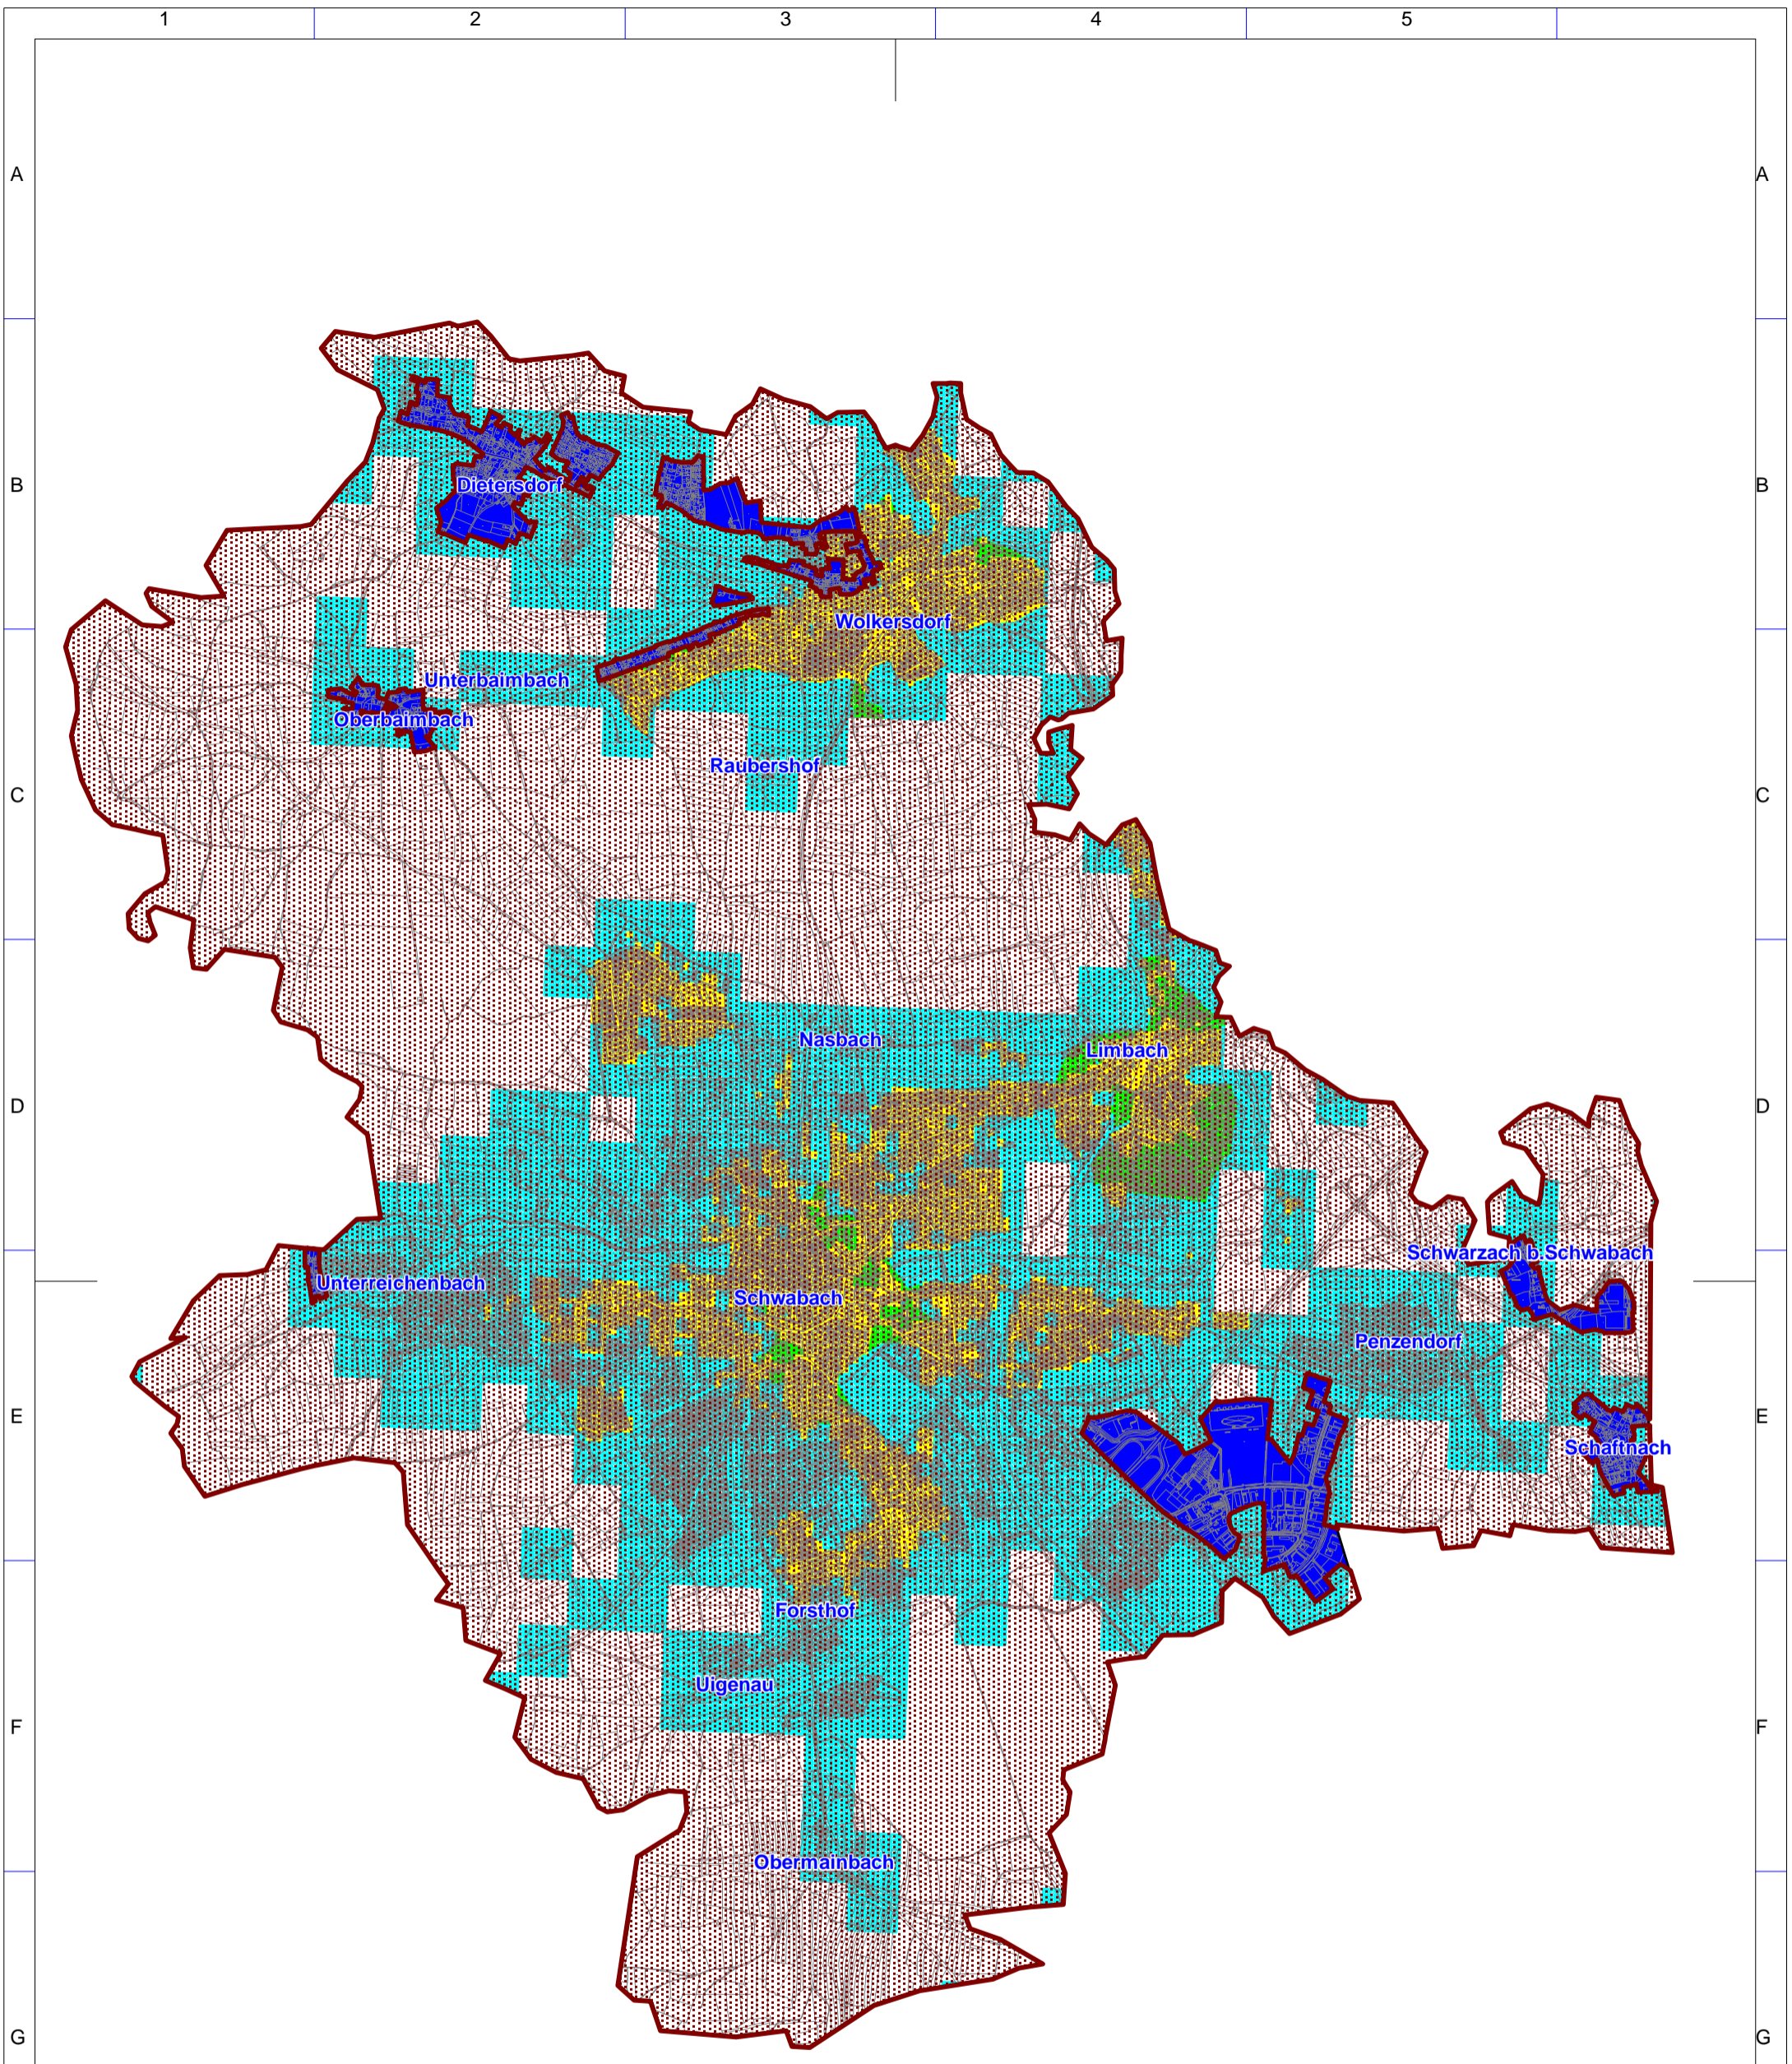 1 2 3 4 5
A A
B B
Dietersdorf
Wolkersdorf
Unterbaimbach
Oberbaimbach
Raubershof
C C
Nasbach
Limbach
D D
Schwarzach b Schwabach
Unterreichenbach
Schwabach
Penzendorf
E E
Schaftnach
Forsthof
Uigenau
F F
Obermainbach
G G